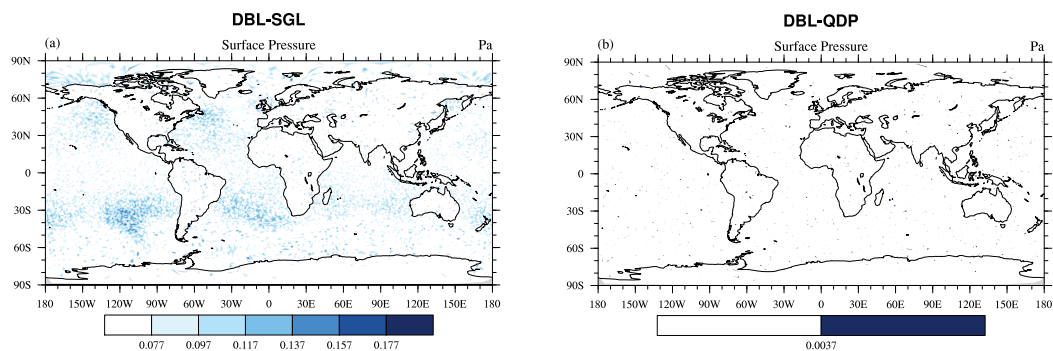 DBL-SGL
(a) Surface Pressure Pa
90N
60N
30N
0
30S
60S
90S
180 150W 120W 90W 60W 30W 0 30E 60E 90E 120E 150E 180
0.077 0.097 0.117 0.137 0.157 0.177
DBL-QDP
(b) Surface Pressure Pa
90N
60N
30N
0
30S
60S
90S
180 150W 120W 90W 60W 30W 0 30E 60E 90E 120E 150E 180
0.0037